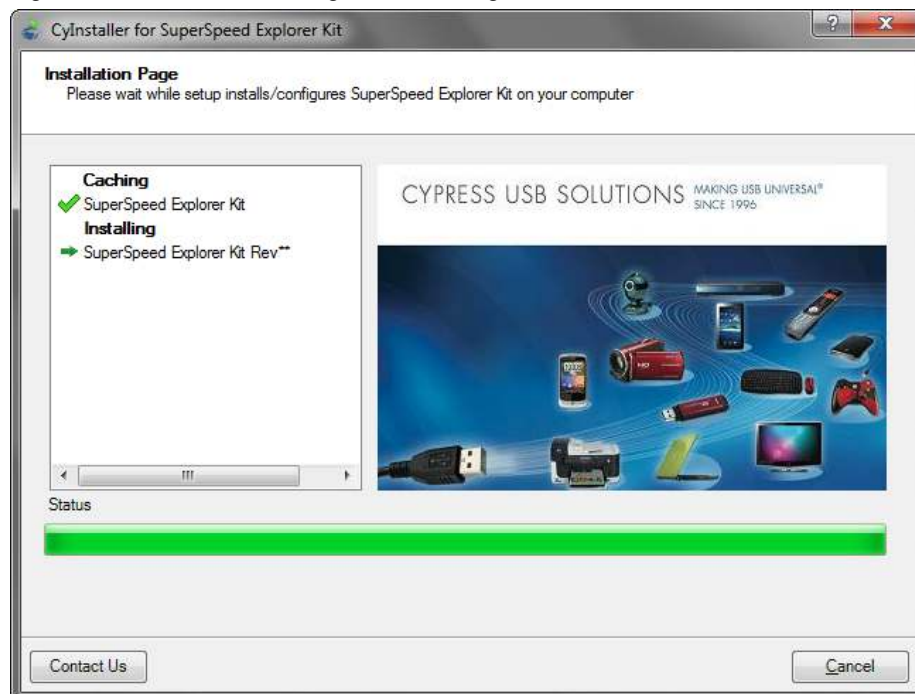 CyInstaller for SuperSpeed Explorer Kit
Installation Page
Please wait while setup installs/configures SuperSpeed Explorer Kit on your computer
Caching
SuperSpeed Explorer Kit
Installing
SuperSpeed Explorer Kit Rev**
CYPRESS USB SOLUTIONS MAKING USB UNIVERSAL®
SINCE 1996
Status
Contact Us
Cancel